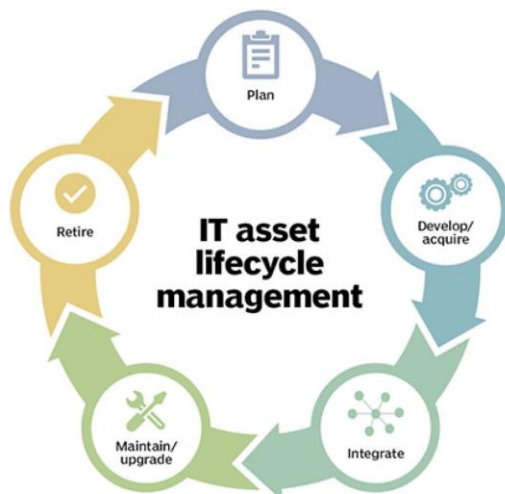 Plan
Develop/
acquire
Integrate
Maintain/
upgrade
Retire
IT asset
lifecycle
management